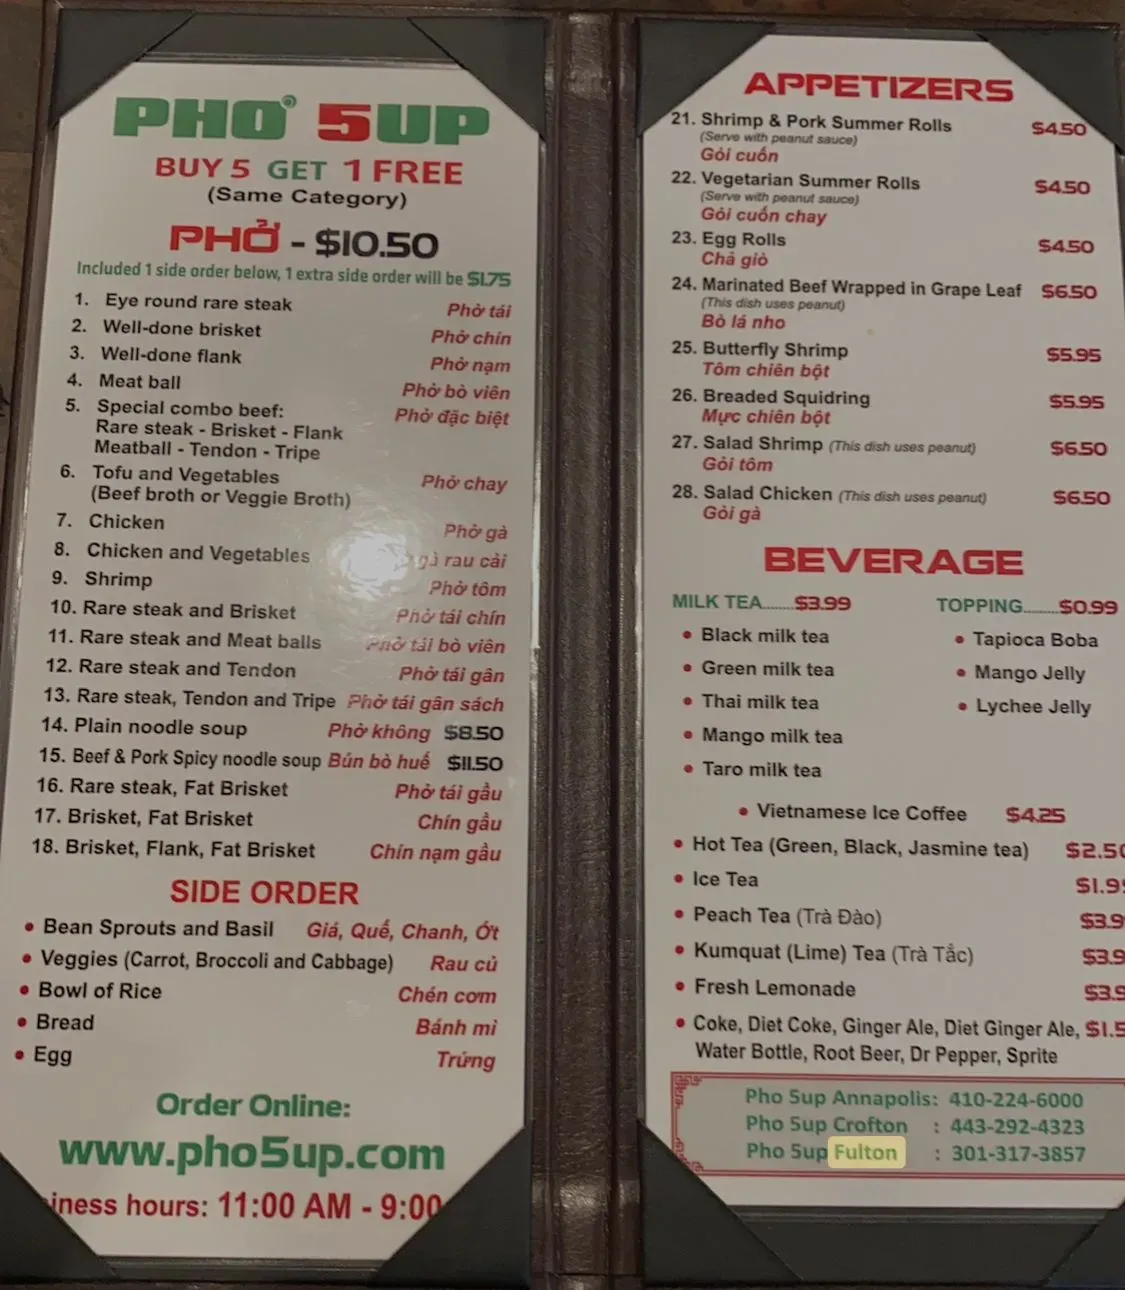 PHO 5UP
BUY 5 GET 1 FREE
(Same Category)
PHỞ - $10.50
Included 1 side order below, 1 extra side order will be $1.75
1. Eye round rare steak Phở tái
2. Well-done brisket Phở chín
3. Well-done flank Phở nạm
4. Meat ball Phở bò viên
5. Special combo beef: Phở đặc biệt
Rare steak - Brisket - Flank
Meatball - Tendon - Tripe
6. Tofu and Vegetables Phở chay
(Beef broth or Veggie Broth)
7. Chicken Phở gà
8. Chicken and Vegetables gà rau cải
9. Shrimp Phở tôm
10. Rare steak and Brisket Phở tái chín
11. Rare steak and Meat balls Phở tái bò viên
12. Rare steak and Tendon Phở tái gân
13. Rare steak, Tendon and Tripe Phở tái gân sách
14. Plain noodle soup Phở không $8.50
15. Beef & Pork Spicy noodle soup Bún bò huế $11.50
16. Rare steak, Fat Brisket Phở tái gầu
17. Brisket, Fat Brisket Chín gầu
18. Brisket, Flank, Fat Brisket Chín nạm gầu
SIDE ORDER
• Bean Sprouts and Basil Giá, Quế, Chanh, Ớt
• Veggies (Carrot, Broccoli and Cabbage) Rau củ
• Bowl of Rice Chén cơm
• Bread Bánh mì
• Egg Trứng
Order Online:
www.pho5up.com
iness hours: 11:00 AM - 9:00
APPETIZERS
21. Shrimp & Pork Summer Rolls $4.50
(Serve with peanut sauce)
Gỏi cuốn
22. Vegetarian Summer Rolls $4.50
(Serve with peanut sauce)
Gỏi cuốn chay
23. Egg Rolls $4.50
Chả giò
24. Marinated Beef Wrapped in Grape Leaf $6.50
(This dish uses peanut)
Bò lá nho
25. Butterfly Shrimp $5.95
Tôm chiên bột
26. Breaded Squidring $5.95
Mực chiên bột
27. Salad Shrimp (This dish uses peanut) $6.50
Gỏi tôm
28. Salad Chicken (This dish uses peanut) $6.50
Gỏi gà
BEVERAGE
MILK TEA........$3.99 TOPPING.........$0.99
• Black milk tea • Tapioca Boba
• Green milk tea • Mango Jelly
• Thai milk tea • Lychee Jelly
• Mango milk tea
• Taro milk tea
• Vietnamese Ice Coffee $4.25
• Hot Tea (Green, Black, Jasmine tea) $2.50
• Ice Tea $1.9
• Peach Tea (Trà Đào) $3.9
• Kumquat (Lime) Tea (Trà Tắc) $3.9
• Fresh Lemonade $3.9
• Coke, Diet Coke, Ginger Ale, Diet Ginger Ale, $1.5
Water Bottle, Root Beer, Dr Pepper, Sprite
Pho 5up Annapolis: 410-224-6000
Pho 5up Crofton : 443-292-4323
Pho 5up Fulton : 301-317-3857